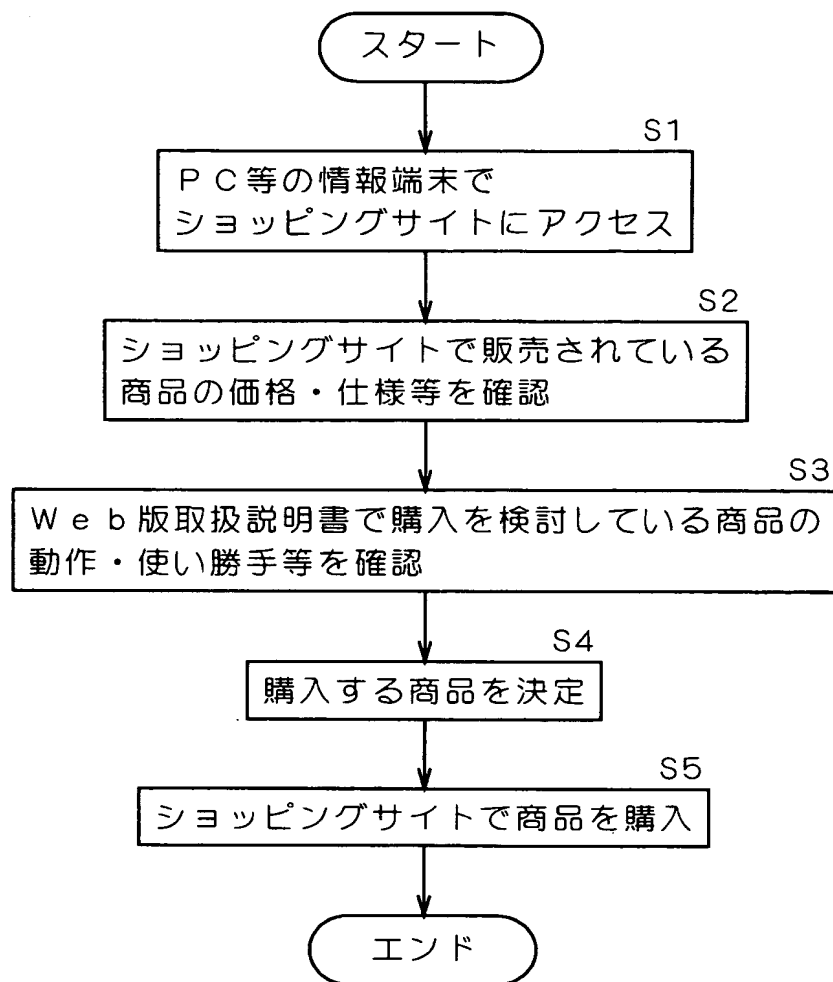 スタート
S1
PC等の情報端末で
ショッピングサイトにアクセス
S2
ショッピングサイトで販売されている
商品の価格・仕様等を確認
S3
Web版取扱説明書で購入を検討している商品の
動作・使い勝手等を確認
S4
購入する商品を決定
S5
ショッピングサイトで商品を購入
エンド